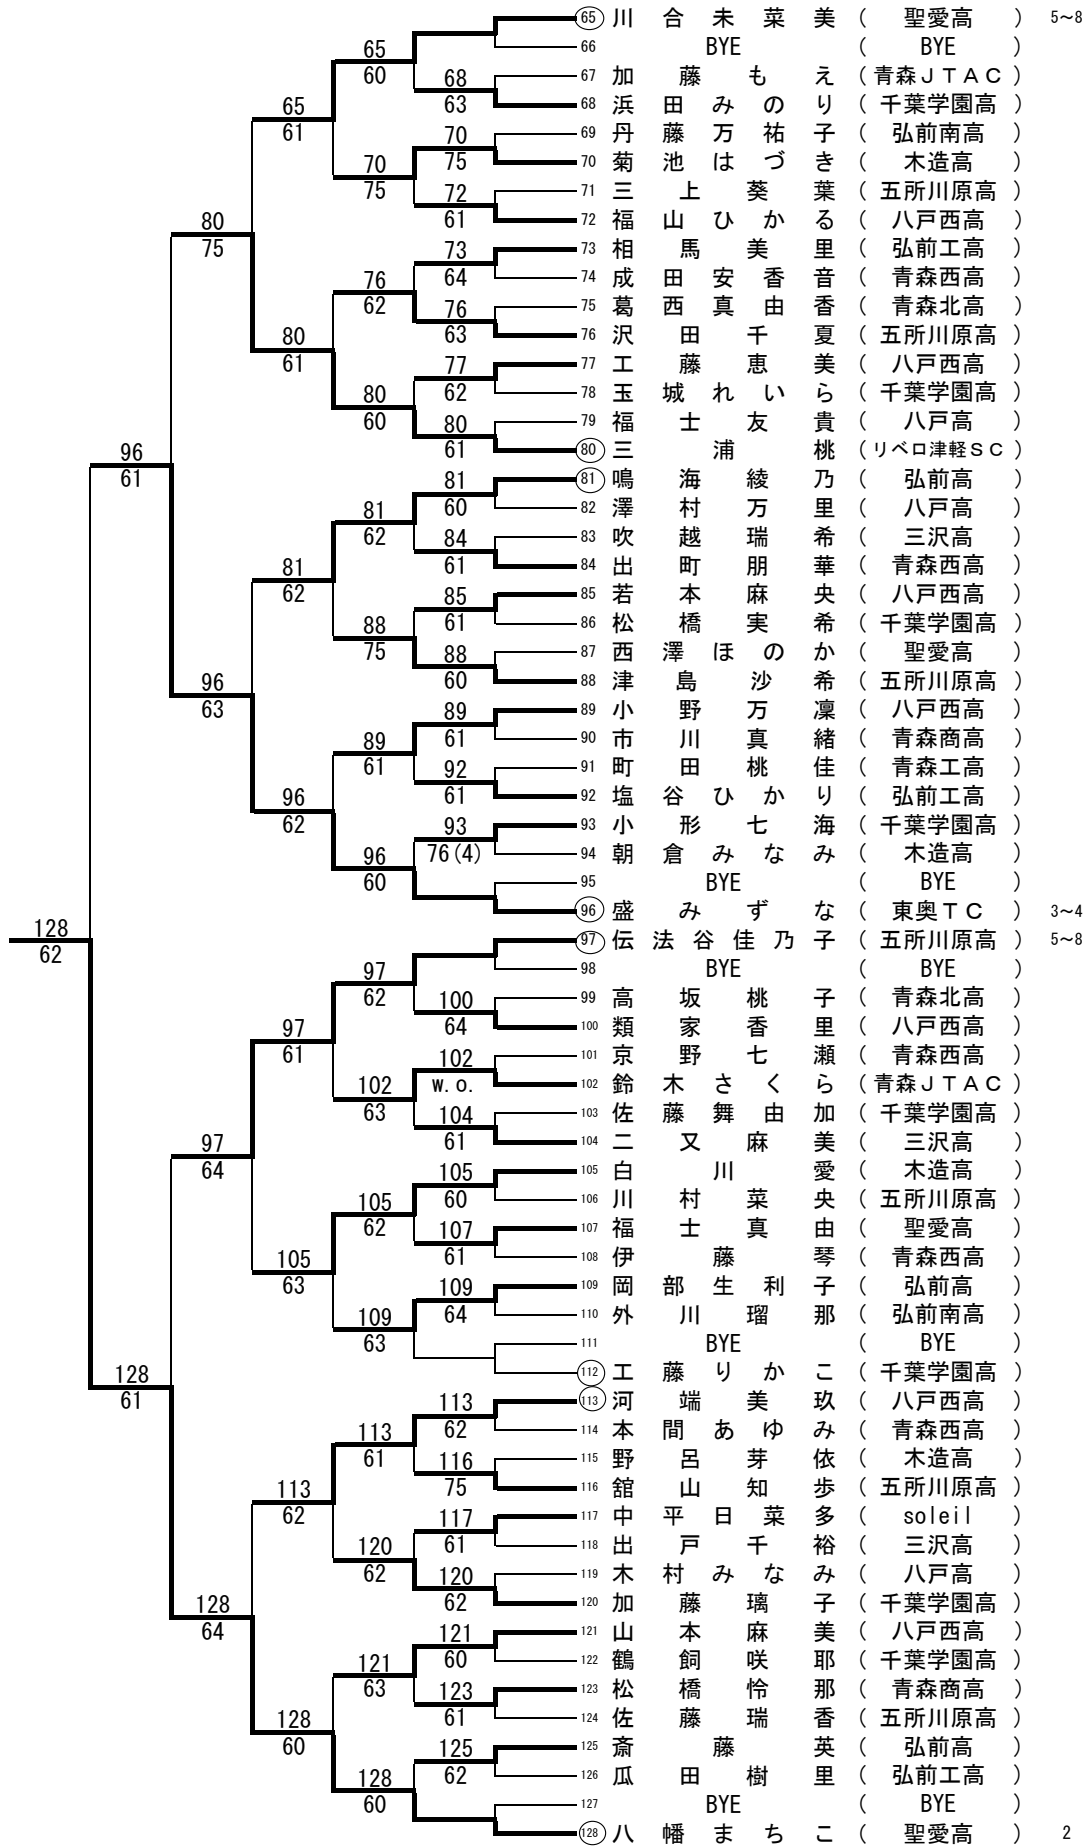 65 川合未菜美 ( 聖愛高 ) 5~8
66 BYE ( BYE )
65
60
67 加藤もえ ( 青森JTAC )
68
63
68 浜田みのり ( 千葉学園高 )
65
61
69 丹藤万祐子 ( 弘前南高 )
70
75
70 菊池はづき ( 木造高 )
70
75
71 三上葵葉 ( 五所川原高 )
72
61
72 福山ひかる ( 八戸西高 )
80
75
73 相馬美里 ( 弘前工高 )
73
64
74 成田安香音 ( 青森西高 )
76
62
75 葛西真由香 ( 青森北高 )
76
63
76 沢田千夏 ( 五所川原高 )
80
61
77 工藤恵美 ( 八戸西高 )
77
62
78 玉城れいら ( 千葉学園高 )
80
60
79 福士友貴 ( 八戸高 )
80
61
80 三浦桃 ( リベロ津軽SC )
96
61
81 鳴海綾乃 ( 弘前高 )
81
60
82 澤村万里 ( 八戸高 )
81
62
83 吹越瑞希 ( 三沢高 )
84
61
84 出町朋華 ( 青森西高 )
81
62
85 若本麻央 ( 八戸西高 )
85
61
86 松橋実希 ( 千葉学園高 )
88
75
87 西澤ほのか ( 聖愛高 )
88
60
88 津島沙希 ( 五所川原高 )
96
63
89 小野万凜 ( 八戸西高 )
89
61
90 市川真緒 ( 青森商高 )
89
61
91 町田桃佳 ( 青森工高 )
92
61
92 塩谷ひかり ( 弘前工高 )
96
62
93 小形七海 ( 千葉学園高 )
93
76(4)
94 朝倉みなみ ( 木造高 )
96
60
95 BYE ( BYE )
96 盛みずな ( 東奥TC ) 3~4
128
62
97 伝法谷佳乃子 ( 五所川原高 ) 5~8
98 BYE ( BYE )
97
62
99 高坂桃子 ( 青森北高 )
100
64
100 類家香里 ( 八戸西高 )
97
61
101 京野七瀬 ( 青森西高 )
102
w.o.
102 鈴木さくら ( 青森JTAC )
102
63
103 佐藤舞由加 ( 千葉学園高 )
104
61
104 二又麻美 ( 三沢高 )
97
64
105 白川愛 ( 木造高 )
105
60
106 川村菜央 ( 五所川原高 )
105
62
107 福士真由 ( 聖愛高 )
107
61
108 伊藤琴 ( 青森西高 )
105
63
109 岡部生利子 ( 弘前高 )
109
64
110 外川瑠那 ( 弘前南高 )
109
63
111 BYE ( BYE )
112 工藤りかこ ( 千葉学園高 )
128
61
113 河端美玖 ( 八戸西高 )
113
62
114 本間あゆみ ( 青森西高 )
113
61
115 野呂芽依 ( 木造高 )
116
75
116 舘山知歩 ( 五所川原高 )
113
62
117 中平日菜多 ( soleil )
117
61
118 出戸千裕 ( 三沢高 )
120
62
119 木村みなみ ( 八戸高 )
120
62
120 加藤璃子 ( 千葉学園高 )
128
64
121 山本麻美 ( 八戸西高 )
121
60
122 鶴飼咲耶 ( 千葉学園高 )
121
63
123 松橋怜那 ( 青森商高 )
123
61
124 佐藤瑞香 ( 五所川原高 )
128
60
125 斎藤英 ( 弘前高 )
125
62
126 瓜田樹里 ( 弘前工高 )
128
60
127 BYE ( BYE )
128 八幡まちこ ( 聖愛高 ) 2